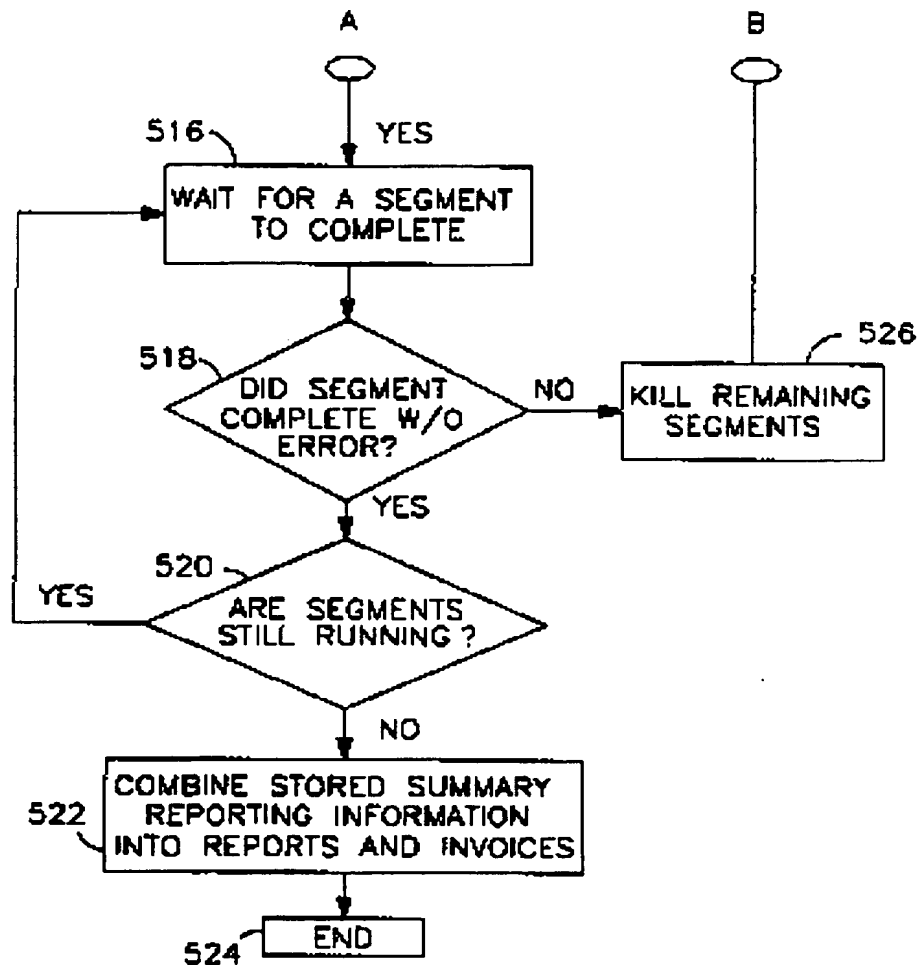 A
B
YES
516
WAIT FOR A SEGMENT
TO COMPLETE
518
DID SEGMENT
COMPLETE W/O
ERROR?
NO
526
KILL REMAINING
SEGMENTS
YES
520
YES
ARE SEGMENTS
STILL RUNNING?
NO
522
COMBINE STORED SUMMARY
REPORTING INFORMATION
INTO REPORTS AND INVOICES
524
END